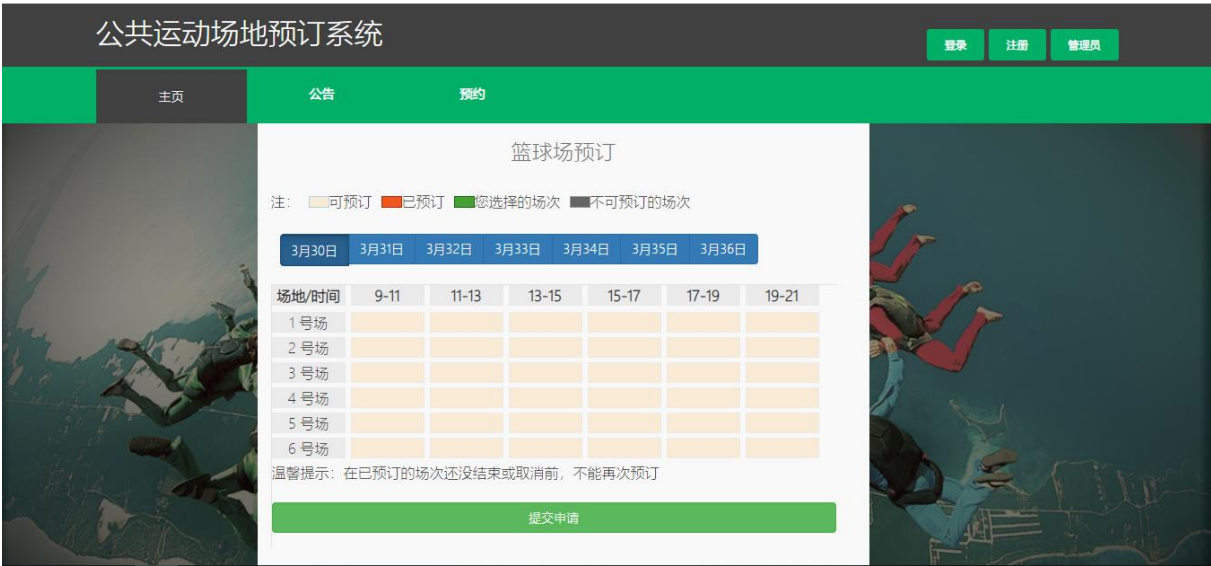 公共运动场地预订系统
登录 注册 管理员
主页 公告 预约
篮球场预订
注： 可预订 已预订 您选择的场次 不可预订的场次
3月30日 3月31日 3月32日 3月33日 3月34日 3月35日 3月36日
场地/时间 9-11 11-13 13-15 15-17 17-19 19-21
1 号场
2 号场
3 号场
4 号场
5 号场
6 号场
温馨提示：在已预订的场次还没结束或取消前，不能再次预订
提交申请